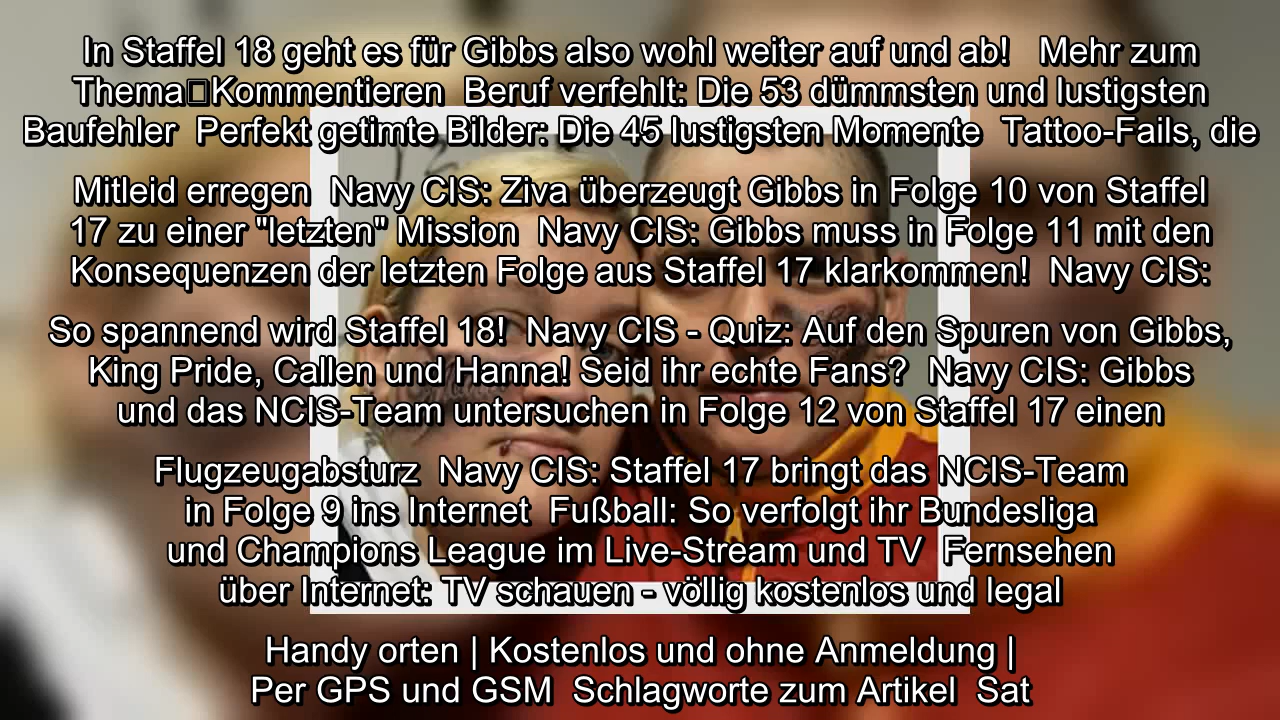 In Staffel 18 geht es für Gibbs also wohl weiter auf und ab!   Mehr zum
Thema□Kommentieren  Beruf verfehlt: Die 53 dümmsten und lustigsten
Baufehler  Perfekt getimte Bilder: Die 45 lustigsten Momente  Tattoo-Fails, die
Mitleid erregen  Navy CIS: Ziva überzeugt Gibbs in Folge 10 von Staffel
17 zu einer "letzten" Mission  Navy CIS: Gibbs muss in Folge 11 mit den
Konsequenzen der letzten Folge aus Staffel 17 klarkommen!  Navy CIS:
So spannend wird Staffel 18!  Navy CIS - Quiz: Auf den Spuren von Gibbs,
King Pride, Callen und Hanna! Seid ihr echte Fans?  Navy CIS: Gibbs
und das NCIS-Team untersuchen in Folge 12 von Staffel 17 einen
Flugzeugabsturz  Navy CIS: Staffel 17 bringt das NCIS-Team
in Folge 9 ins Internet  Fußball: So verfolgt ihr Bundesliga
und Champions League im Live-Stream und TV  Fernsehen
über Internet: TV schauen - völlig kostenlos und legal
Handy orten | Kostenlos und ohne Anmeldung |
Per GPS und GSM  Schlagworte zum Artikel  Sat